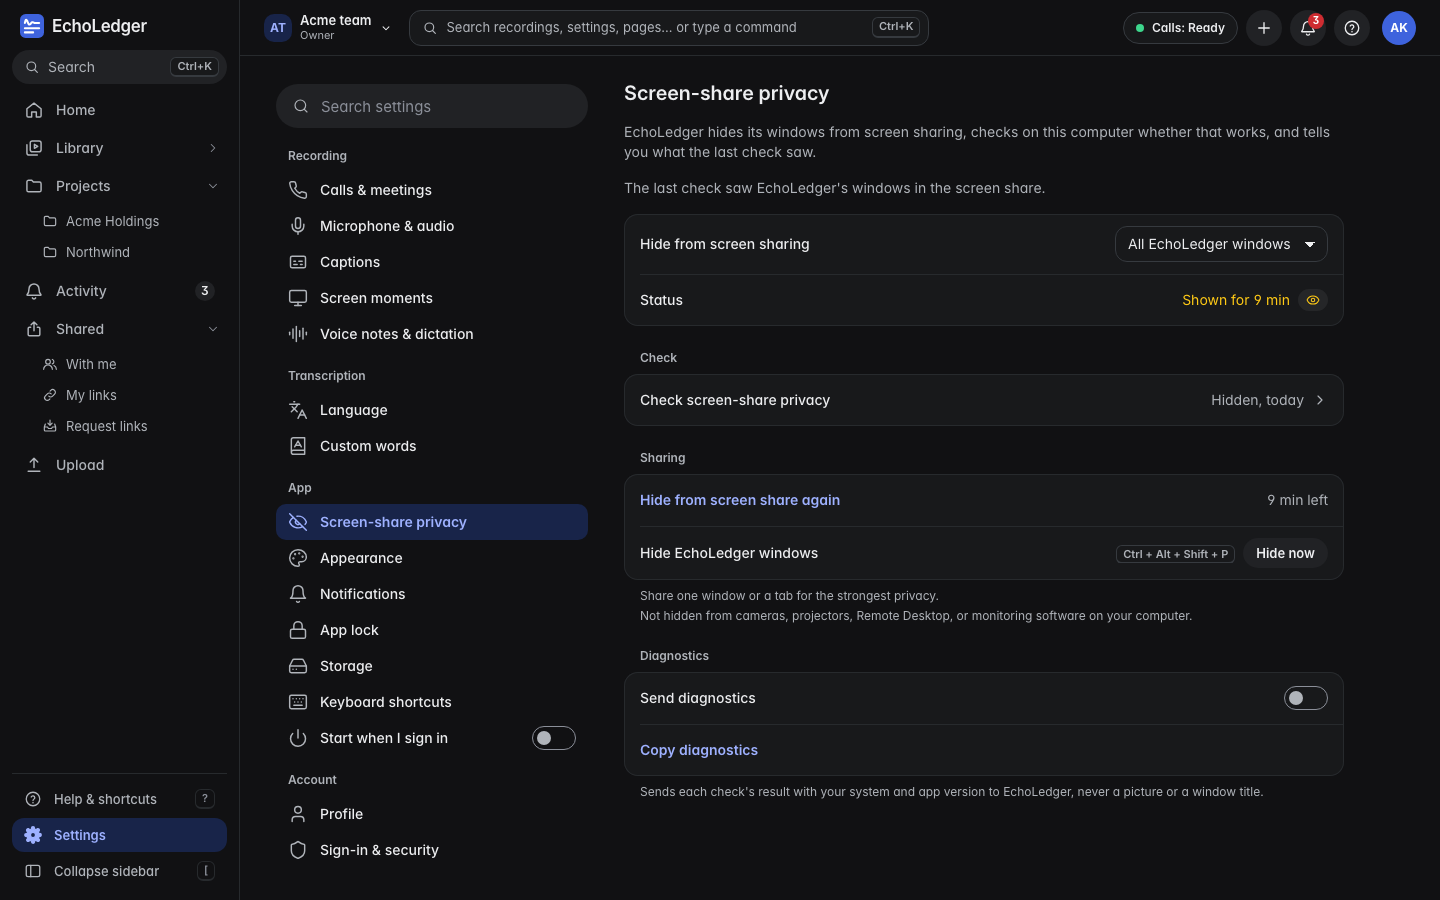 EchoLedger
Search Ctrl+K
Home
Library
Projects
Acme Holdings
Northwind
Activity 3
Shared
With me
My links
Request links
Upload
Help & shortcuts ?
Settings
Collapse sidebar [
AT Acme team
Owner
Search recordings, settings, pages... or type a command Ctrl+K
Calls: Ready
3
AK
Search settings
Recording
Calls & meetings
Microphone & audio
Captions
Screen moments
Voice notes & dictation
Transcription
Language
Custom words
App
Screen-share privacy
Appearance
Notifications
App lock
Storage
Keyboard shortcuts
Start when I sign in
Account
Profile
Sign-in & security
Screen-share privacy
EchoLedger hides its windows from screen sharing, checks on this computer whether that works, and tells
you what the last check saw.
The last check saw EchoLedger's windows in the screen share.
Hide from screen sharing All EchoLedger windows
Status Shown for 9 min
Check
Check screen-share privacy Hidden, today
Sharing
Hide from screen share again 9 min left
Hide EchoLedger windows Ctrl + Alt + Shift + P Hide now
Share one window or a tab for the strongest privacy.
Not hidden from cameras, projectors, Remote Desktop, or monitoring software on your computer.
Diagnostics
Send diagnostics
Copy diagnostics
Sends each check's result with your system and app version to EchoLedger, never a picture or a window title.